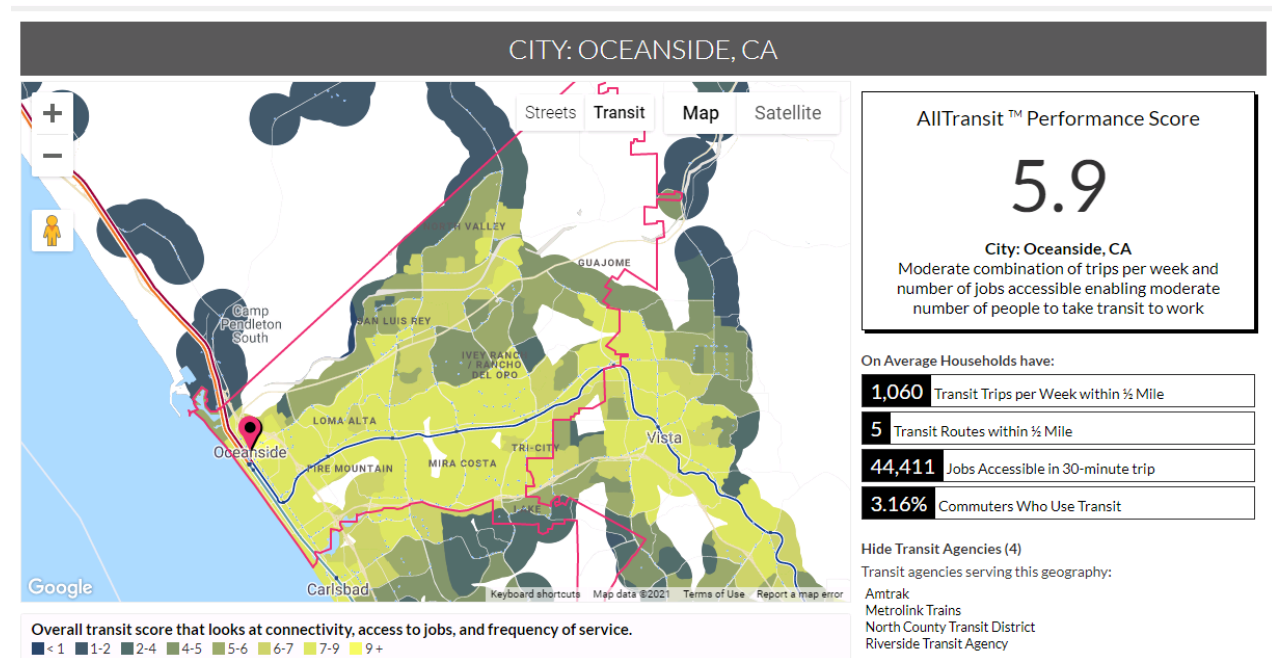 CITY: OCEANSIDE, CA
+
−
Streets Transit Map Satellite
NORTH VALLEY
GUAJOME
Camp
Pendleton
South
SAN LUIS REY
IVEY RANCH
/ RANCHO
DEL OPO
LOMA ALTA
Oceanside
FIRE MOUNTAIN
MIRA COSTA
TRI-CITY
Vista
LAKE
Carlsbad
Google
Keyboard shortcuts Map data ©2021 Terms of Use Report a map error
Overall transit score that looks at connectivity, access to jobs, and frequency of service.
< 1 1-2 2-4 4-5 5-6 6-7 7-9 9 +
AllTransit ™ Performance Score
5.9
City: Oceanside, CA
Moderate combination of trips per week and
number of jobs accessible enabling moderate
number of people to take transit to work
On Average Households have:
1,060 Transit Trips per Week within ½ Mile
5 Transit Routes within ½ Mile
44,411 Jobs Accessible in 30-minute trip
3.16% Commuters Who Use Transit
Hide Transit Agencies (4)
Transit agencies serving this geography:
Amtrak
Metrolink Trains
North County Transit District
Riverside Transit Agency